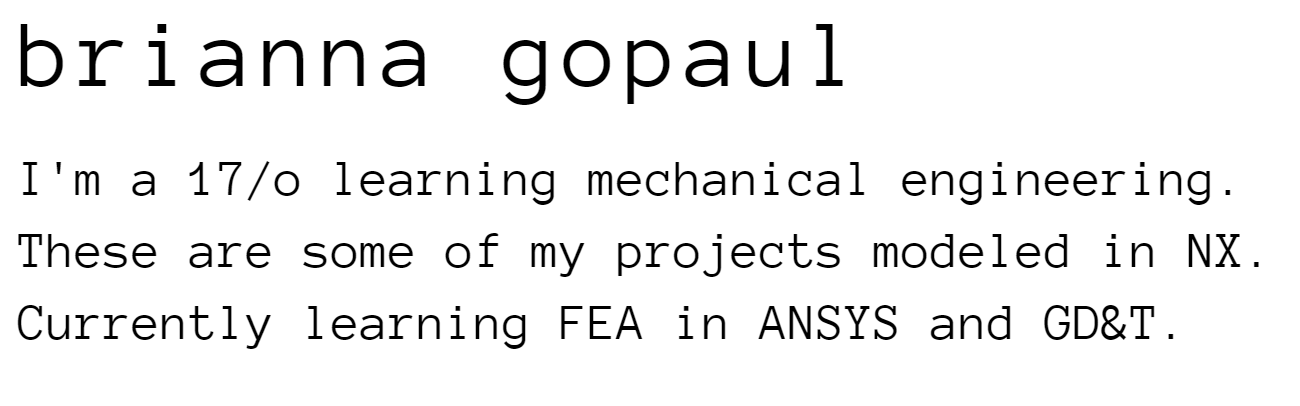 brianna gopaul
I'm a 17/o learning mechanical engineering.
These are some of my projects modeled in NX.
Currently learning FEA in ANSYS and GD&T.